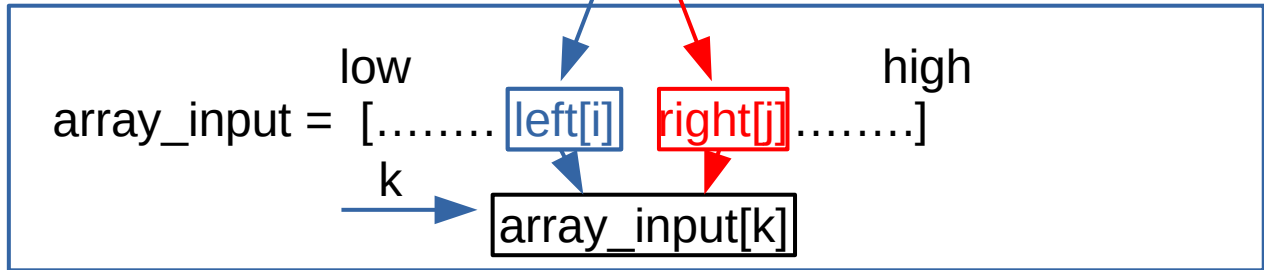 low high
array_input = [........ left[i] right[j] ........]
k
array_input[k]